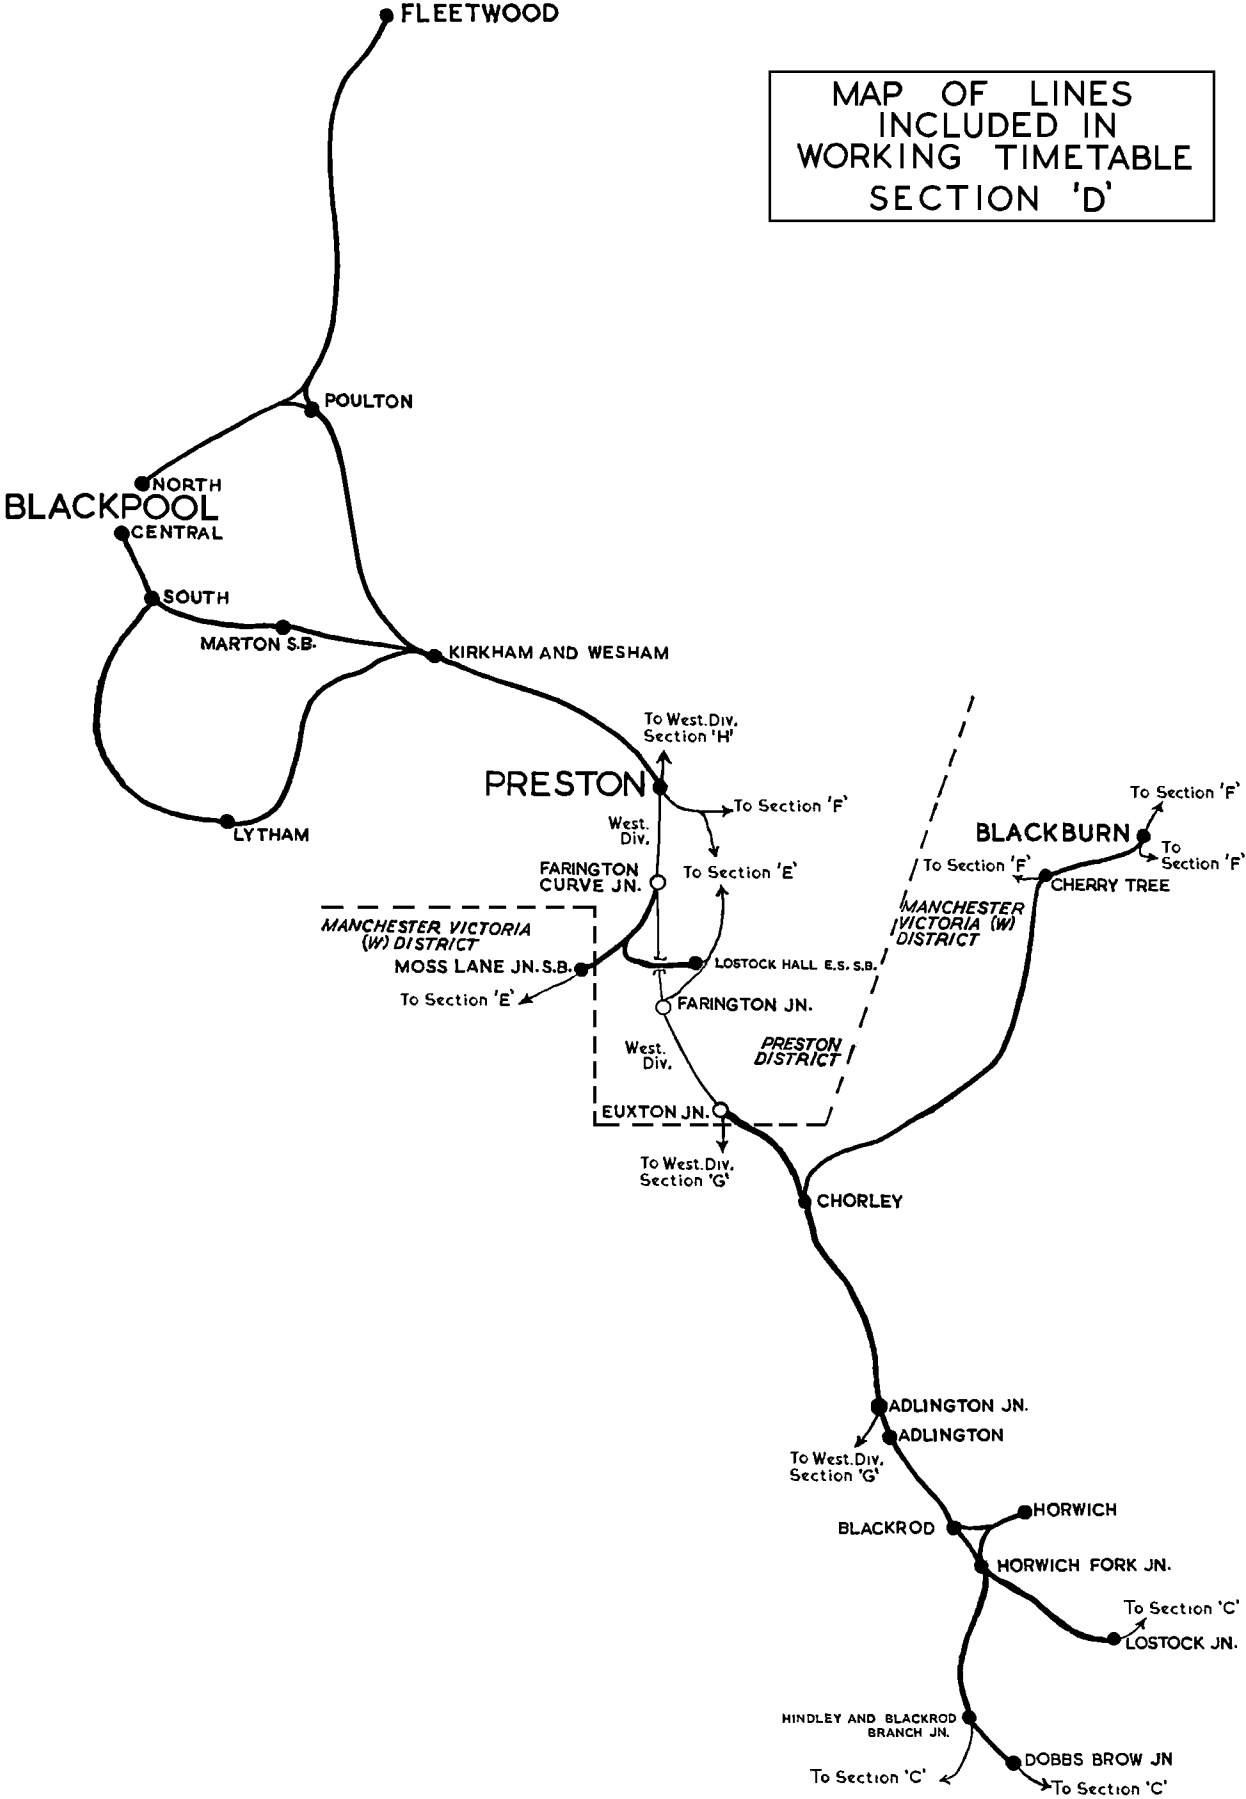 FLEETWOOD
MAP OF LINES
INCLUDED IN
WORKING TIMETABLE
SECTION 'D'
POULTON
NORTH
BLACKPOOL
CENTRAL
SOUTH
MARTON S.B.
KIRKHAM AND WESHAM
LYTHAM
To West. Div.
Section 'H'
PRESTON
To Section 'F'
West.
Div.
FARINGTON
CURVE JN.
To Section 'E'
To Section 'F'
BLACKBURN
To
Section 'F'
To Section 'F'
CHERRY TREE
MANCHESTER VICTORIA
(W) DISTRICT
MANCHESTER
VICTORIA (W)
DISTRICT
MOSS LANE JN. S.B.
To Section 'E'
LOSTOCK HALL E.S. S.B.
FARINGTON JN.
West.
Div.
PRESTON
DISTRICT
EUXTON JN.
To West. Div.
Section 'G'
CHORLEY
ADLINGTON JN.
ADLINGTON
To West. Div.
Section 'G'
HORWICH
BLACKROD
HORWICH FORK JN.
To Section 'C'
LOSTOCK JN.
HINDLEY AND BLACKROD
BRANCH JN.
DOBBS BROW JN
To Section 'C'
To Section 'C'